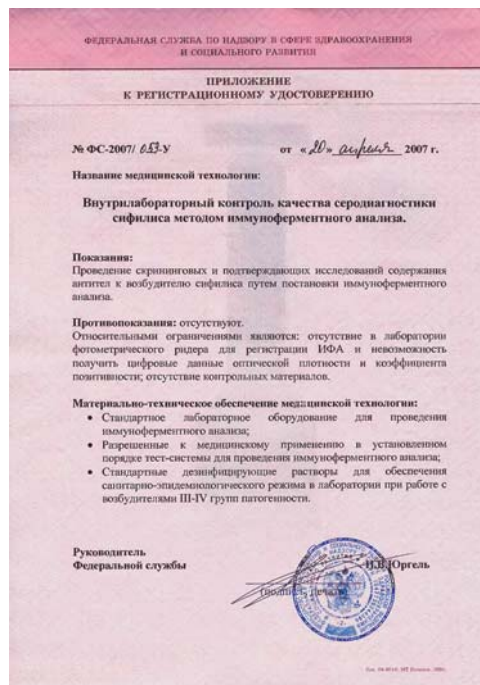 ФЕДЕРАЛЬНАЯ СЛУЖБА ПО НАДЗОРУ В СФЕРЕ ЗДРАВООХРАНЕНИЯ
И СОЦИАЛЬНОГО РАЗВИТИЯ
ПРИЛОЖЕНИЕ
К РЕГИСТРАЦИОННОМУ УДОСТОВЕРЕНИЮ
№ ФС-2007/ 053-У от «20» апреля 2007 г.
Название медицинской технологии:
Внутрилабораторный контроль качества серодиагностики
сифилиса методом иммуноферментного анализа.
Показания:
Проведение скрининговых и подтверждающих исследований содержания
антител к возбудителю сифилиса путем постановки иммуноферментного
анализа.
Противопоказания: отсутствуют.
Относительными ограничениями являются: отсутствие в лаборатории
фотометрического ридера для регистрации ИФА и невозможность
получить цифровые данные оптической плотности и коэффициента
позитивности; отсутствие контрольных материалов.
Материально-техническое обеспечение медицинской технологии:
• Стандартное лабораторное оборудование для проведения
иммуноферментного анализа;
• Разрешенные к медицинскому применению в установленном
порядке тест-системы для проведения иммуноферментного анализа;
• Стандартные дезинфицирующие растворы для обеспечения
санитарно-эпидемиологического режима в лаборатории при работе с
возбудителями III-IV групп патогенности.
Руководитель
Федеральной службы Н.В.Юргель
(подпись, печать)